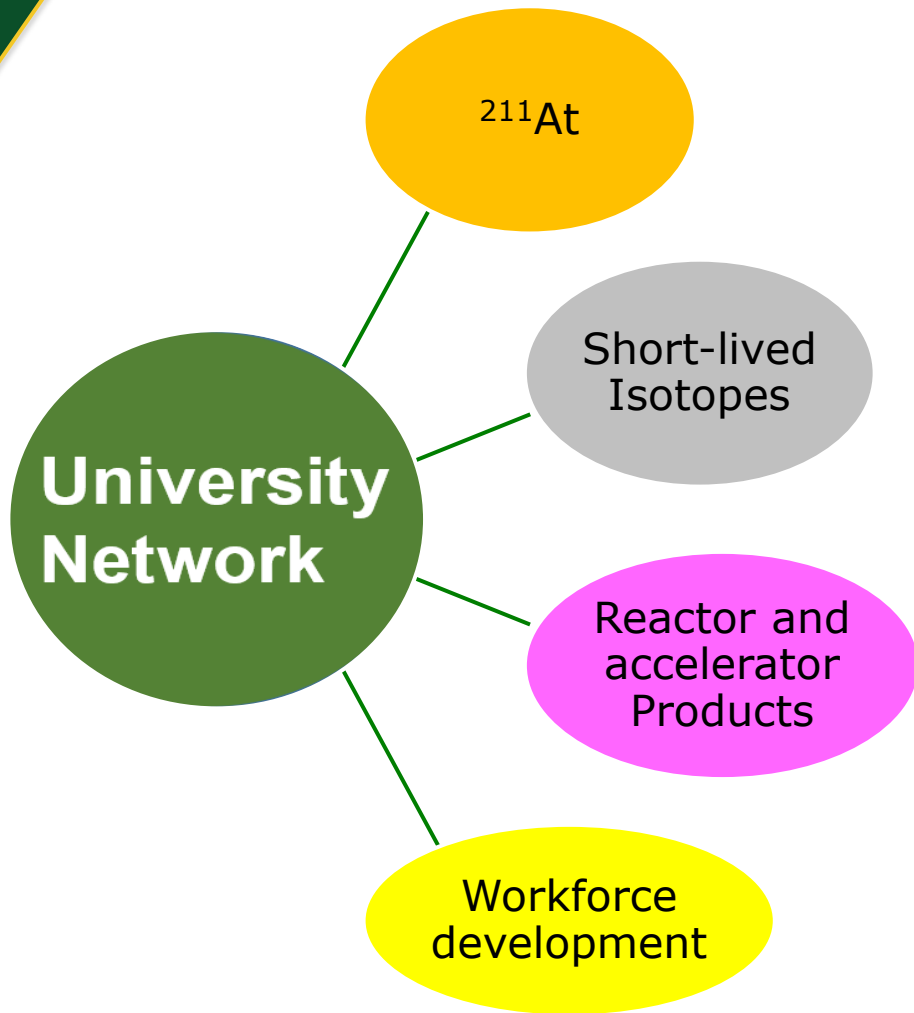 ²¹¹At
Short-lived
Isotopes
University
Network
Reactor and
accelerator
Products
Workforce
development